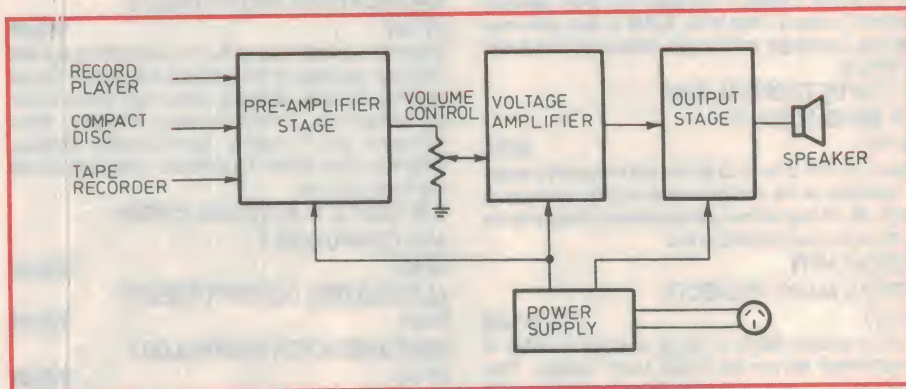 RECORD
PLAYER
COMPACT
DISC
TAPE
RECORDER
PRE-AMPLIFIER
STAGE
VOLUME
CONTROL
VOLTAGE
AMPLIFIER
OUTPUT
STAGE
SPEAKER
POWER
SUPPLY